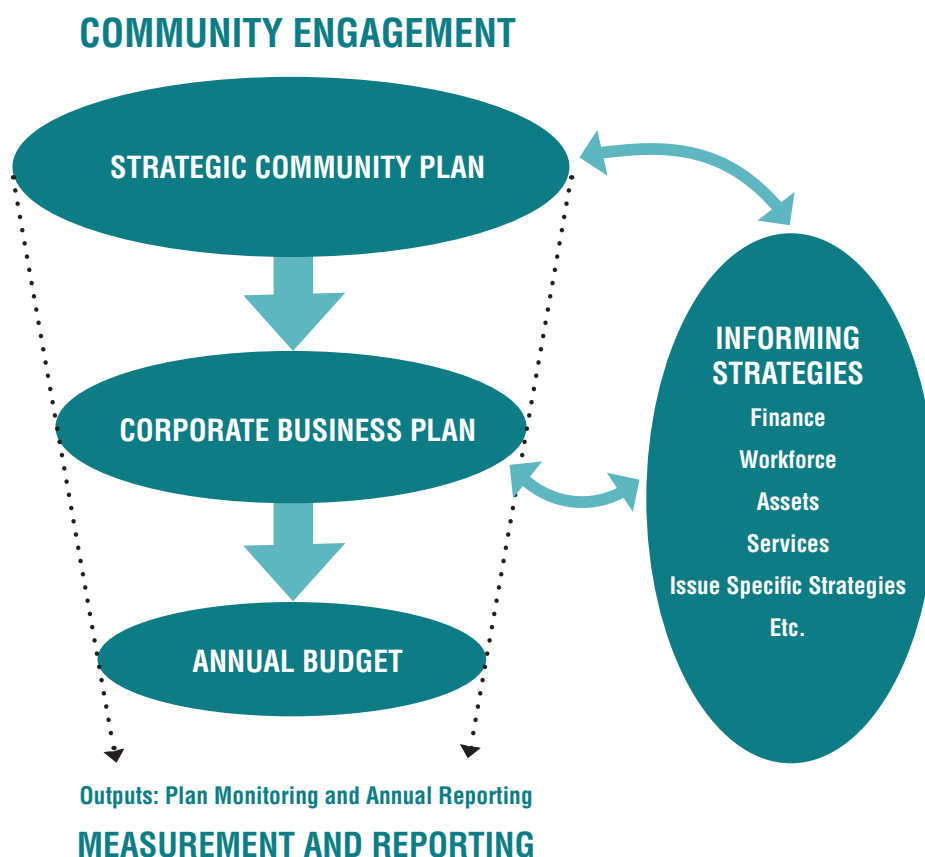 COMMUNITY ENGAGEMENT
STRATEGIC COMMUNITY PLAN
CORPORATE BUSINESS PLAN
ANNUAL BUDGET
INFORMING
STRATEGIES
Finance
Workforce
Assets
Services
Issue Specific Strategies
Etc.
Outputs: Plan Monitoring and Annual Reporting
MEASUREMENT AND REPORTING